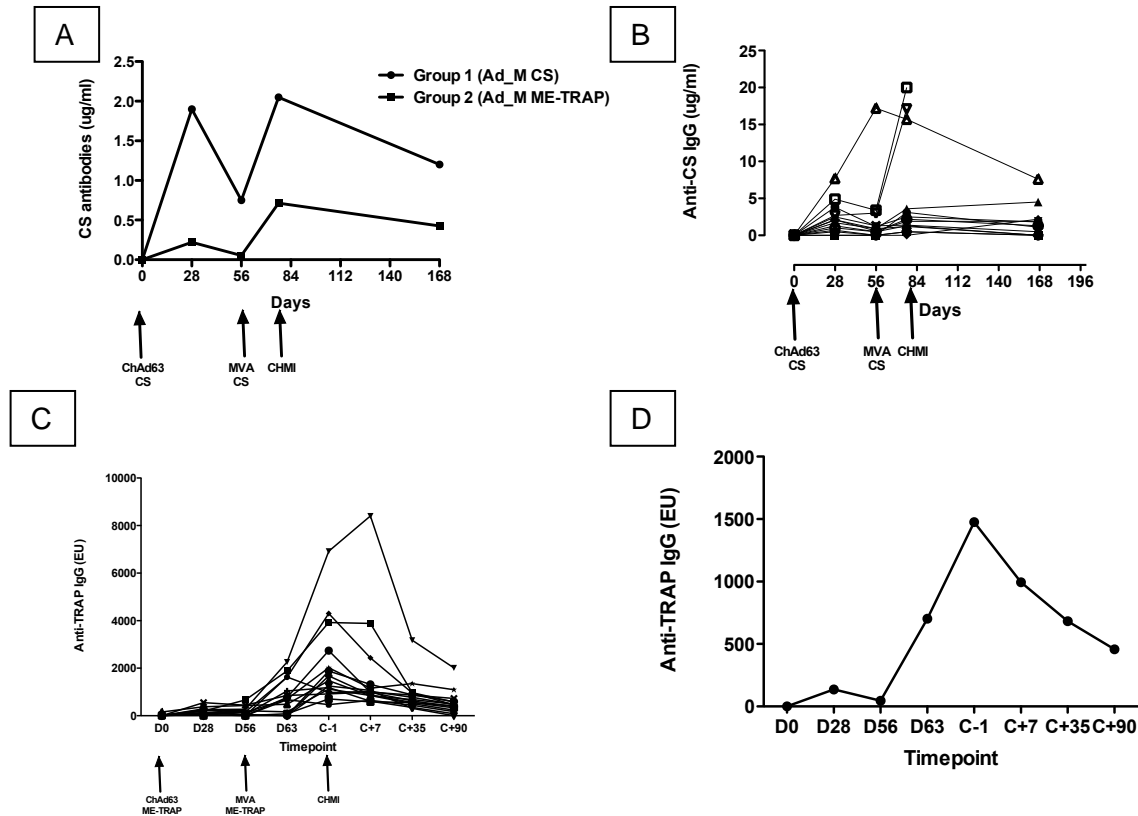 A
CS antibodies (ug/ml)
2.5
2.0
1.5
1.0
0.5
0.0
0 28 56 84 112 140 168
Days
Group 1 (Ad_M CS)
Group 2 (Ad_M ME-TRAP)
ChAd63
CS
MVA
CS
CHMI
B
Anti-CS IgG (ug/ml)
25
20
15
10
5
0
0 28 56 84 112 140 168 196
Days
ChAd63
CS
MVA
CS
CHMI
C
Anti-TRAP IgG (EU)
10000
8000
6000
4000
2000
0
D0 D28 D56 D63 C-1 C+7 C+35 C+90
Timepoint
ChAd63
ME-TRAP
MVA
ME-TRAP
CHMI
D
Anti-TRAP IgG (EU)
2000
1500
1000
500
0
D0 D28 D56 D63 C-1 C+7 C+35 C+90
Timepoint